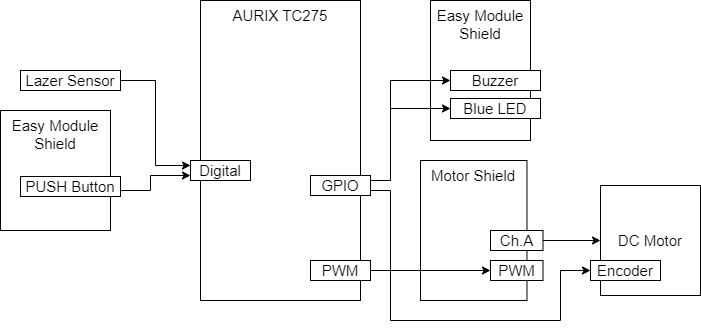 AURIX TC275
Easy Module
Shield
Lazer Sensor
Buzzer
Blue LED
Easy Module
Shield
Digital
PUSH Button
GPIO
Motor Shield
Ch.A
DC Motor
PWM
PWM
Encoder